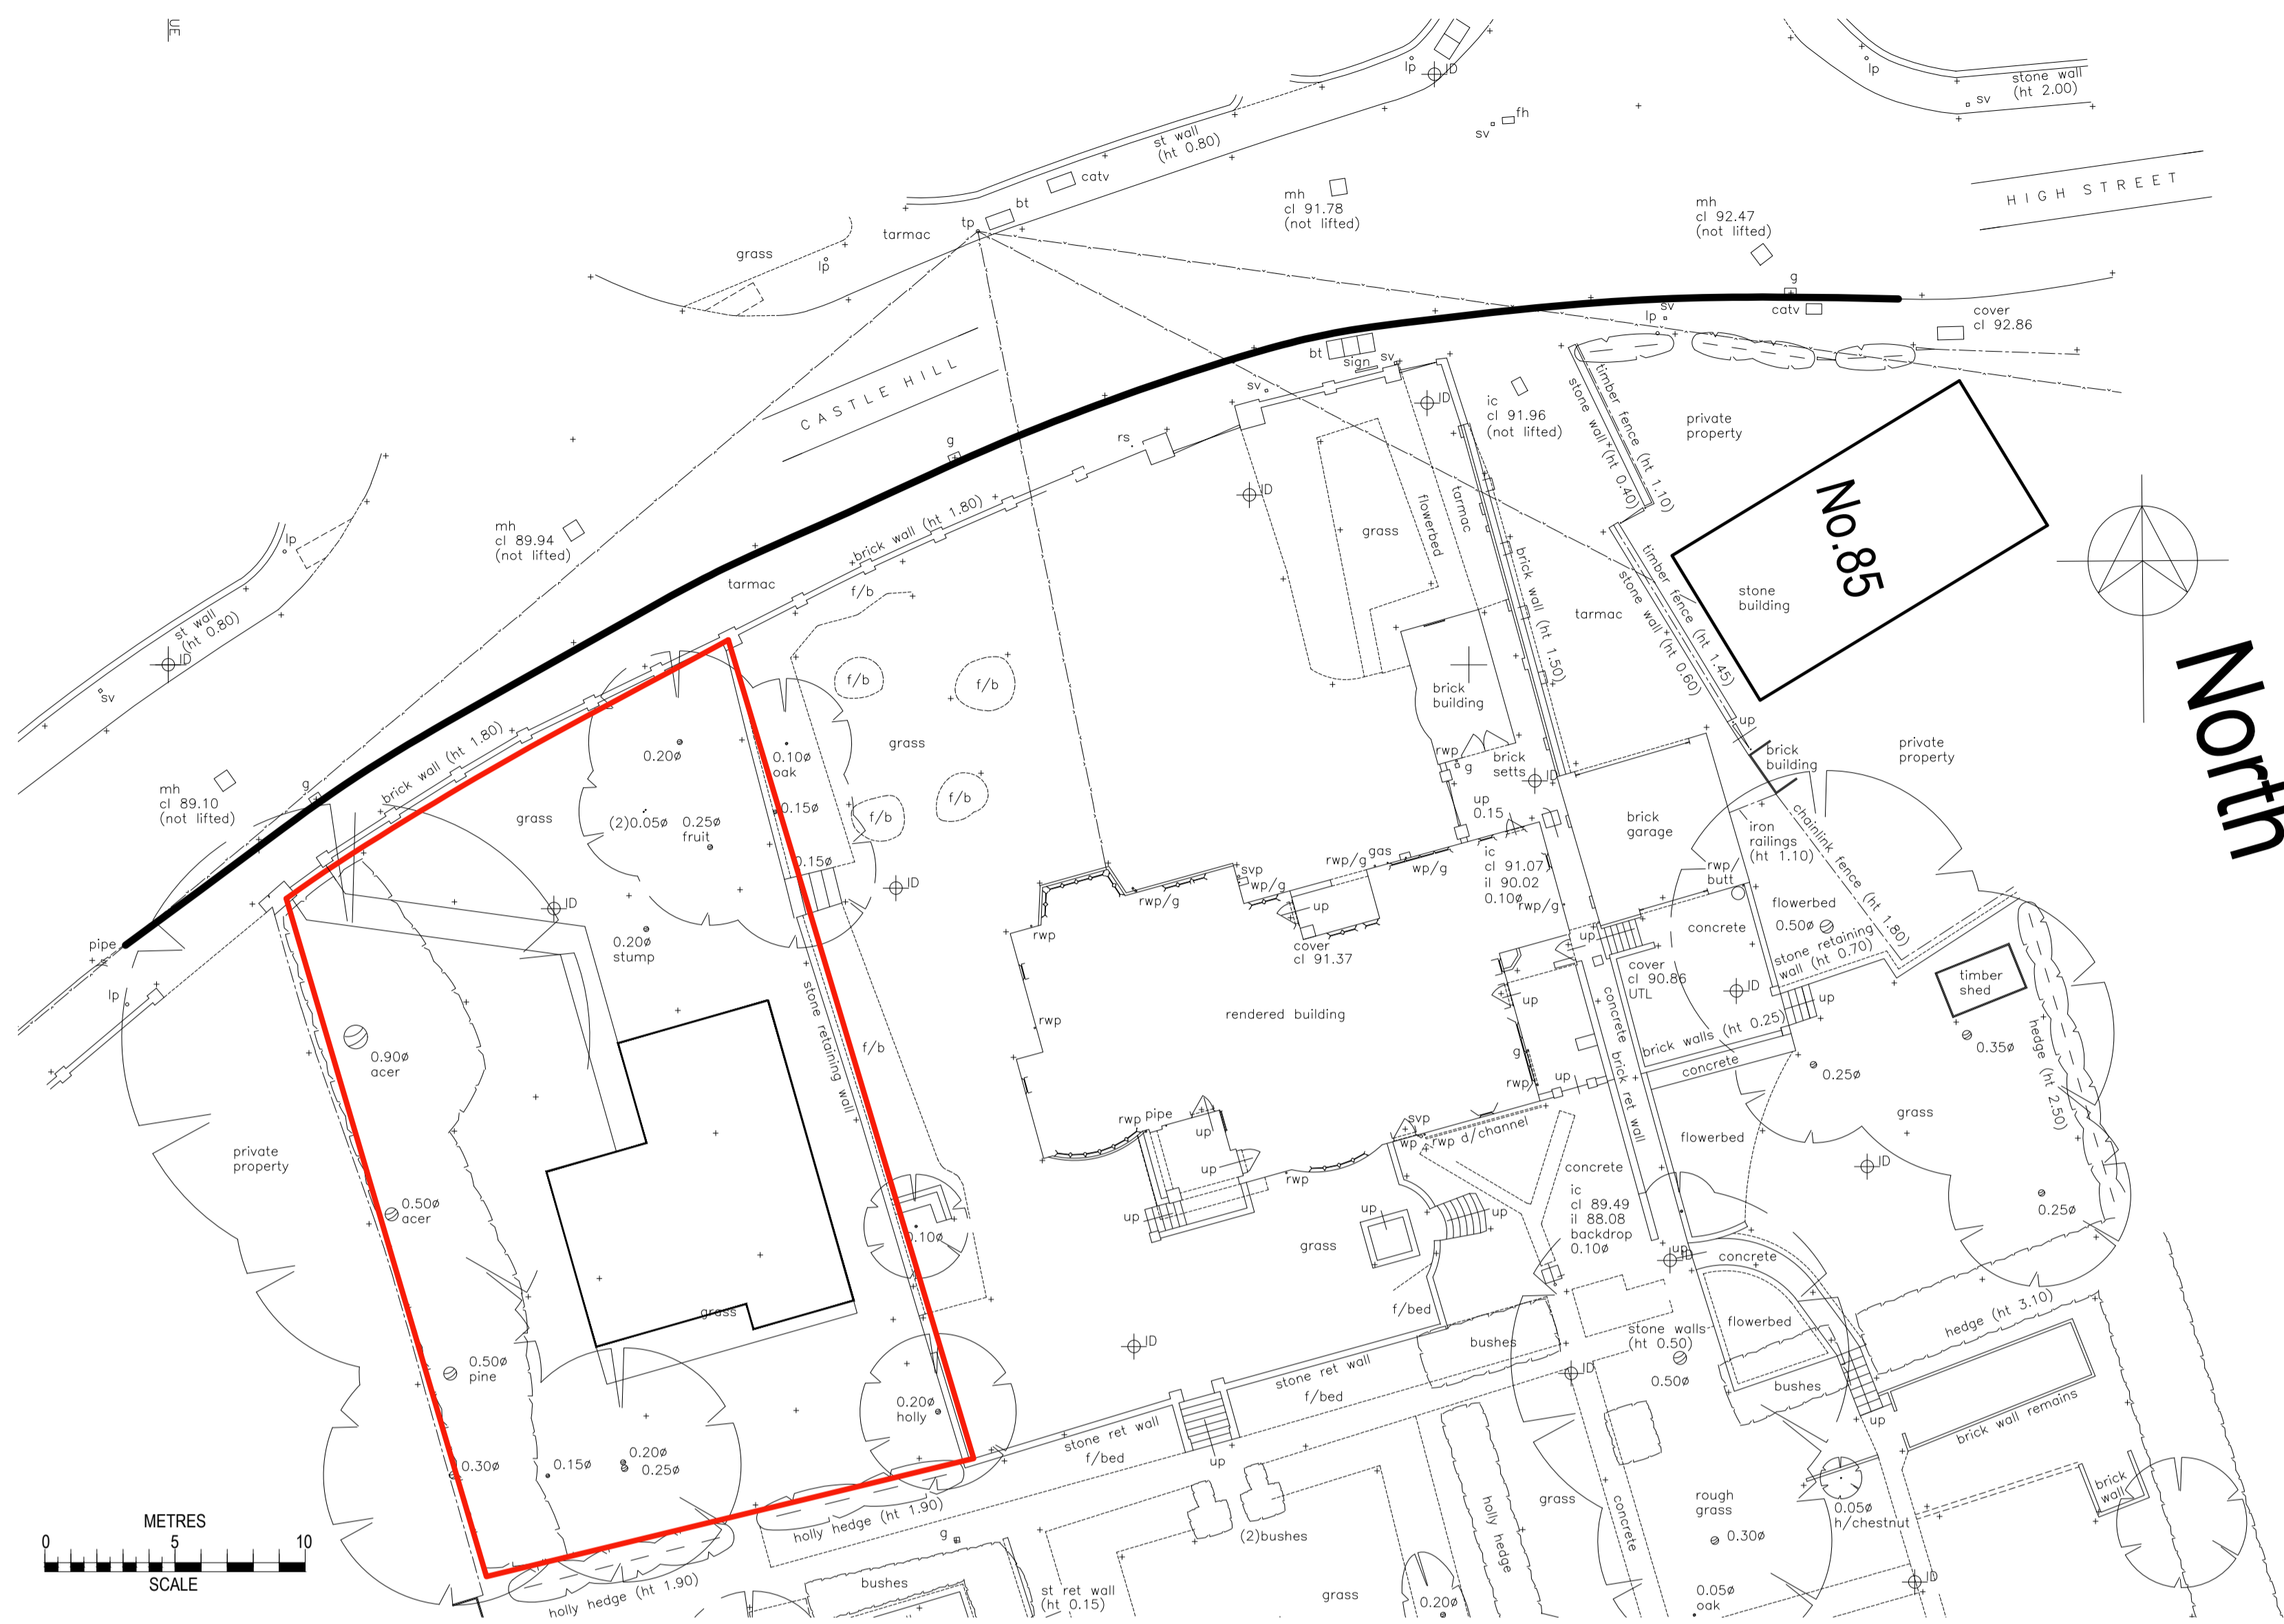 UE
lp
ID
lp
stone wall
(ht 2.00)
sv
st wall
(ht 0.80)
catv
sv
fh
bt
tp
mh
cl 91.78
(not lifted)
mh
cl 92.47
(not lifted)
HIGH STREET
tarmac
grass
lp
g
catv
sv
lp
cover
cl 92.86
CASTLE HILL
bt
sign
sv
sv
ID
ic
cl 91.96
(not lifted)
timber fence (ht 1.10)
stone wall (ht 0.40)
private
property
No.85
rs
g
ID
lp
mh
cl 89.94
(not lifted)
brick wall (ht 1.80)
tarmac
f/b
grass
flowerbed
tarmac
brick wall (ht 1.50)
tarmac
timber fence (ht 1.45)
stone wall (ht 0.60)
stone
building
North
st wall
(ht 0.80)
ID
sv
f/b
f/b
grass
f/b
f/b
brick
building
rwp
g
brick
setts
ID
up
brick
building
private
property
brick wall (ht 1.80)
mh
cl 89.10
(not lifted)
g
grass
0.20ø
0.10ø
oak
0.15ø
(2)0.05ø
0.25ø
fruit
0.15ø
ID
ID
0.20ø
stump
up
0.15
brick
garage
iron
railings
(ht 1.10)
chainlink fence (ht 1.80)
rwp/
butt
ic
cl 91.07
il 90.02
0.10ø
rwp/g
gas
wp/g
rwp/g
svp
wp/g
rwp/g
up
cover
cl 91.37
rwp
flowerbed
0.50ø
stone retaining
wall (ht 0.70)
concrete
up
cover
cl 90.86
UTL
ID
up
timber
shed
0.35ø
hedge (ht 2.50)
pipe
lp
0.90ø
acer
stone retaining wall
f/b
rwp
rendered building
up
concrete
brick ret wall
brick walls (ht 0.25)
concrete
0.25ø
g
rwp
up
grass
private
property
0.50ø
acer
rwp
pipe
up
up
up
rwp
svp
wp
rwp
d/channel
up
up
concrete
flowerbed
ID
0.25ø
ic
cl 89.49
il 88.08
backdrop
0.10ø
0.10ø
grass
grass
f/bed
up
ID
concrete
flowerbed
hedge (ht 3.10)
0.50ø
pine
ID
bushes
stone walls
(ht 0.50)
ID
0.50ø
bushes
up
brick wall remains
0.20ø
holly
stone ret wall
f/bed
stone ret wall
f/bed
up
0.30ø
0.15ø
0.20ø
0.25ø
holly hedge (ht 1.90)
holly hedge (ht 1.90)
g
(2)bushes
holly hedge
grass
concrete
rough
grass
0.30ø
0.05ø
h/chestnut
brick
wall
METRES
0
5
10
SCALE
bushes
st ret wall
(ht 0.15)
grass
0.20ø
0.05ø
oak
ID